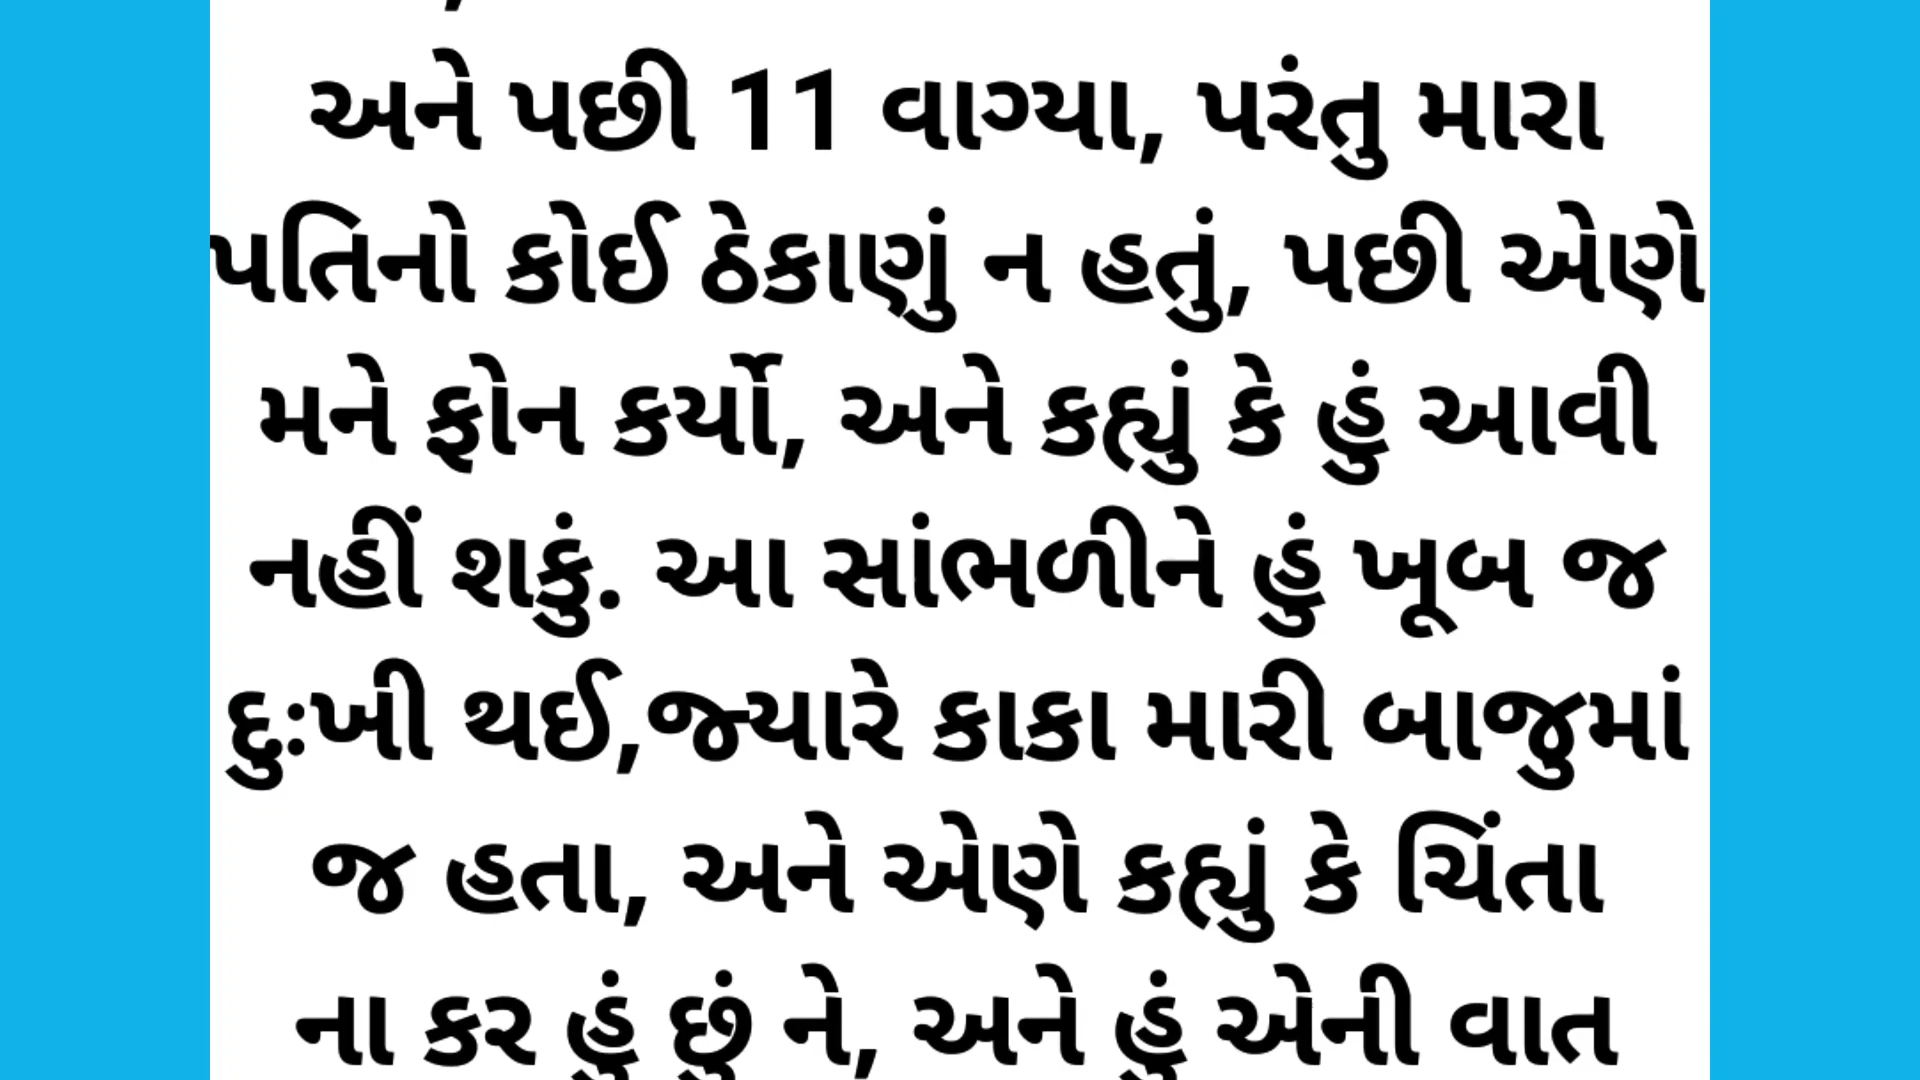 અને પછી 11 વાગ્યા, પરંતુ મારા
પતિનો કોઈ ઠેકાણું ન હતું, પછી એણે
મને ફોન કર્યો, અને કહ્યું કે હું આવી
નહીં શકું. આ સાંભળીને હું ખૂબ જ
દુઃખી થઈ,જ્યારે કાકા મારી બાજુમાં
જ હતા, અને એણે કહ્યું કે ચિંતા
ના કર હું છું ને, અને હું એની વાત